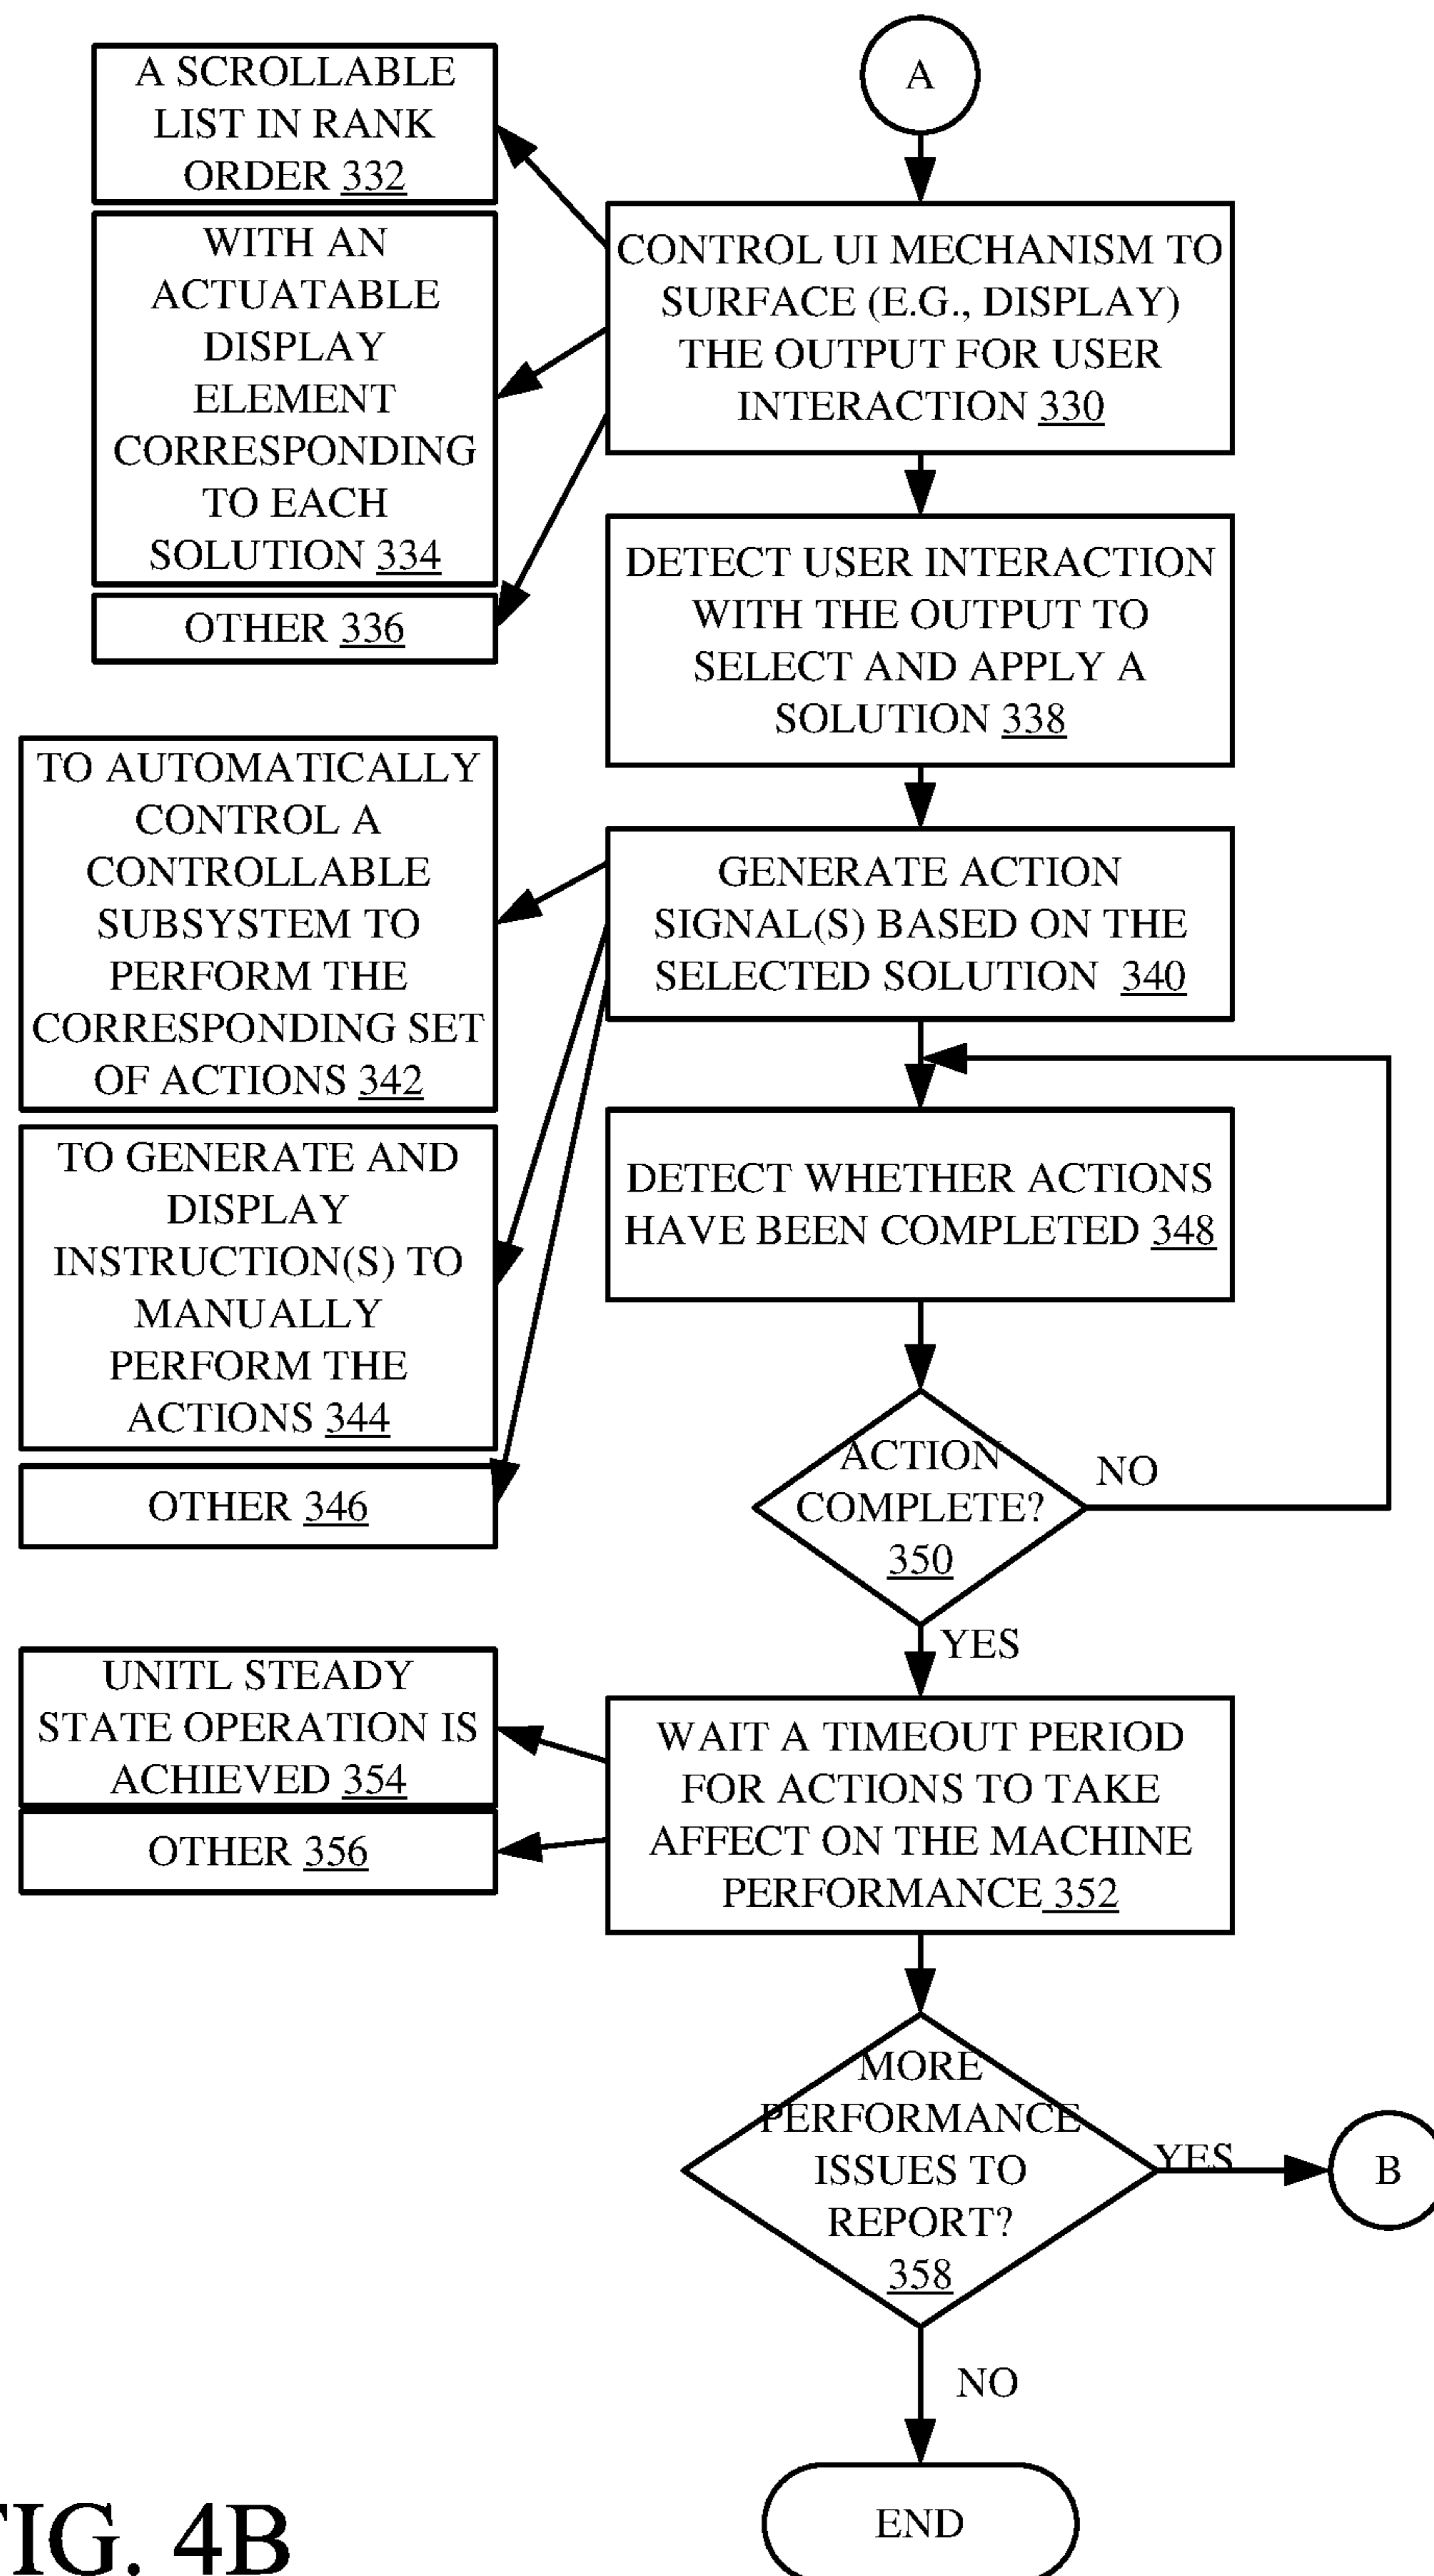 A
A SCROLLABLE
LIST IN RANK
ORDER 332
WITH AN
ACTUATABLE
DISPLAY
ELEMENT
CORRESPONDING
TO EACH
SOLUTION 334
OTHER 336
CONTROL UI MECHANISM TO
SURFACE (E.G., DISPLAY)
THE OUTPUT FOR USER
INTERACTION 330
DETECT USER INTERACTION
WITH THE OUTPUT TO
SELECT AND APPLY A
SOLUTION 338
TO AUTOMATICALLY
CONTROL A
CONTROLLABLE
SUBSYSTEM TO
PERFORM THE
CORRESPONDING SET
OF ACTIONS 342
TO GENERATE AND
DISPLAY
INSTRUCTION(S) TO
MANUALLY
PERFORM THE
ACTIONS 344
OTHER 346
GENERATE ACTION
SIGNAL(S) BASED ON THE
SELECTED SOLUTION 340
DETECT WHETHER ACTIONS
HAVE BEEN COMPLETED 348
ACTION
COMPLETE?
350
NO
YES
UNITL STEADY
STATE OPERATION IS
ACHIEVED 354
OTHER 356
WAIT A TIMEOUT PERIOD
FOR ACTIONS TO TAKE
AFFECT ON THE MACHINE
PERFORMANCE 352
MORE
PERFORMANCE
ISSUES TO
REPORT?
358
YES
B
NO
END
FIG. 4B